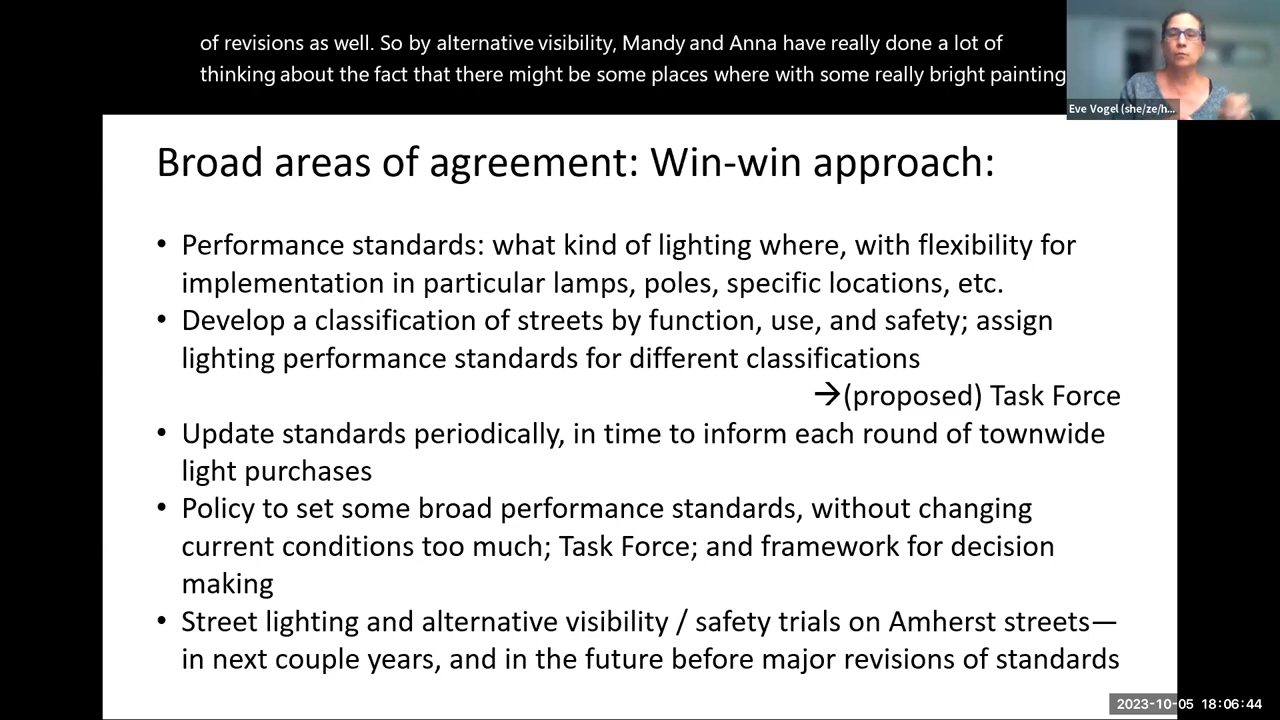 of revisions as well. So by alternative visibility, Mandy and Anna have really done a lot of
thinking about the fact that there might be some places where with some really bright painting
Eve Vogel (she/ze/h...
Broad areas of agreement: Win-win approach:
• Performance standards: what kind of lighting where, with flexibility for
implementation in particular lamps, poles, specific locations, etc.
• Develop a classification of streets by function, use, and safety; assign
lighting performance standards for different classifications
→(proposed) Task Force
• Update standards periodically, in time to inform each round of townwide
light purchases
• Policy to set some broad performance standards, without changing
current conditions too much; Task Force; and framework for decision
making
• Street lighting and alternative visibility / safety trials on Amherst streets—
in next couple years, and in the future before major revisions of standards
2023-10-05 18:06:44